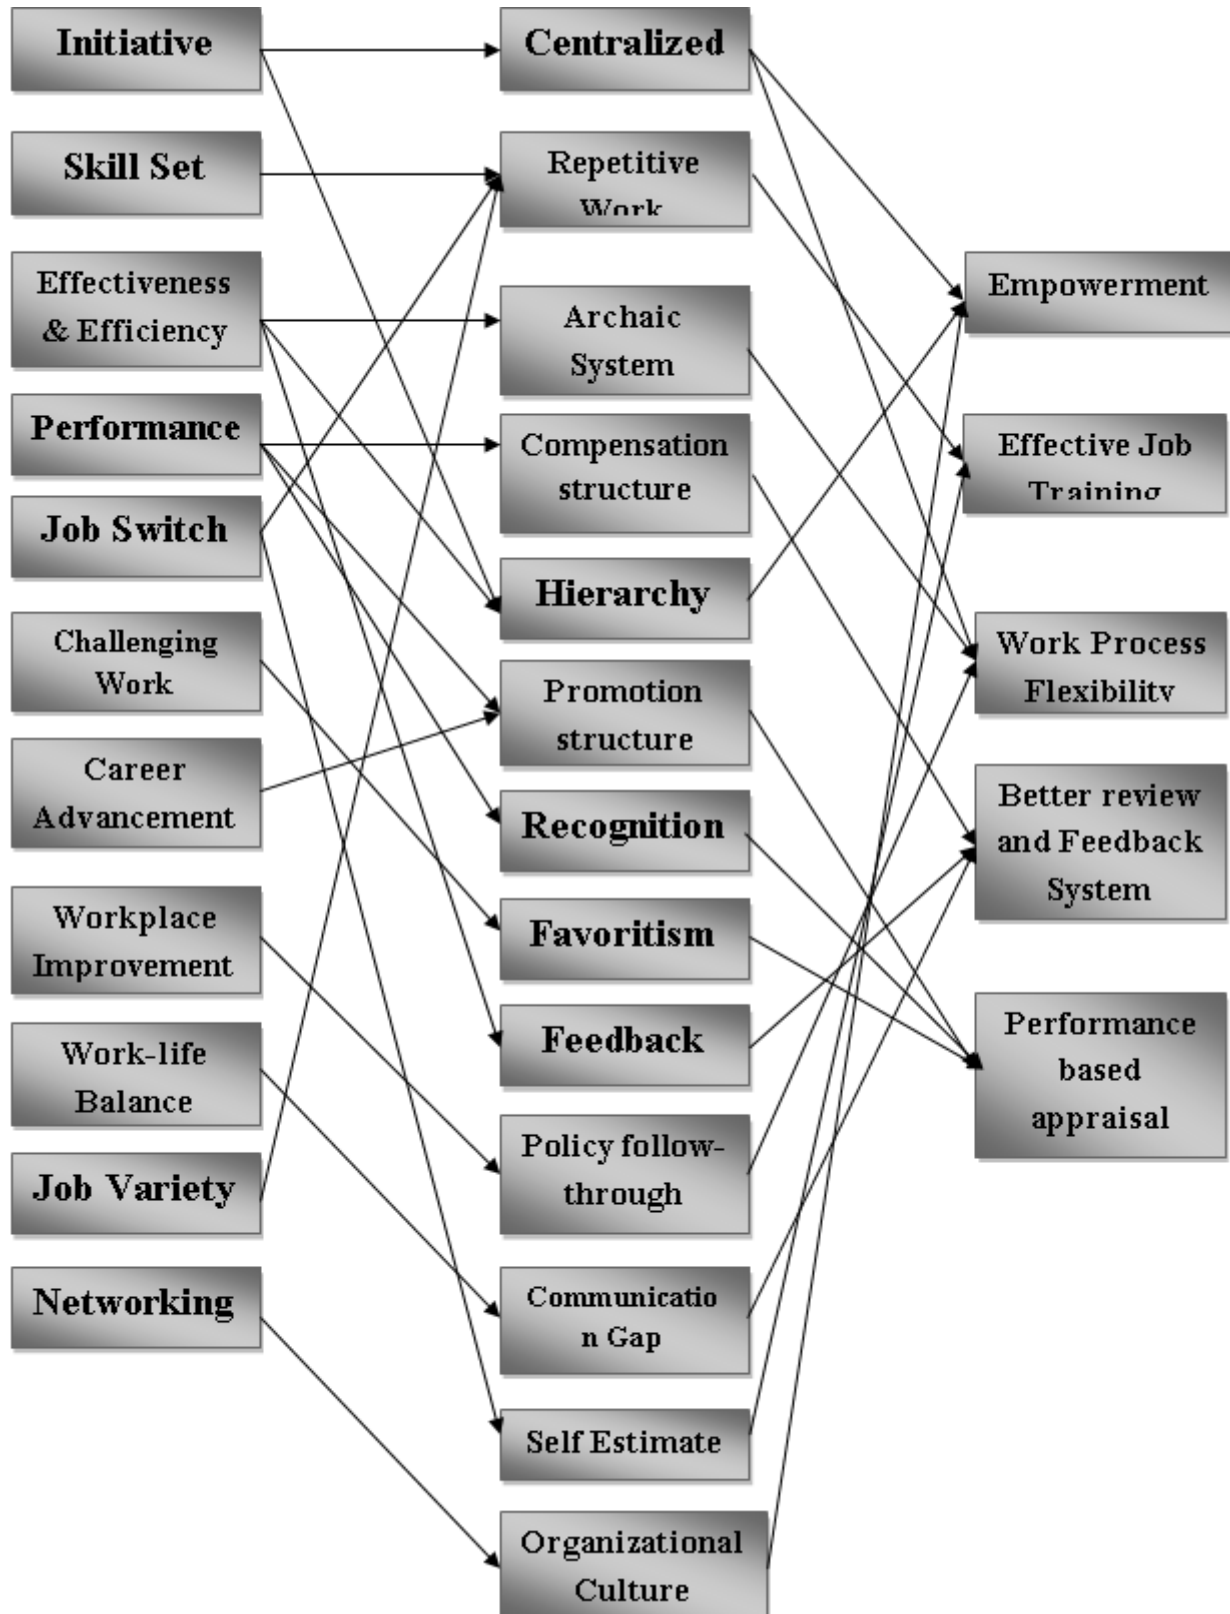 Initiative
Skill Set
Effectiveness
& Efficiency
Performance
Job Switch
Challenging
Work
Career
Advancement
Workplace
Improvement
Work-life
Balance
Job Variety
Networking
Centralized
Repetitive
Work
Archaic
System
Compensation
structure
Hierarchy
Promotion
structure
Recognition
Favoritism
Feedback
Policy follow-
through
Communicatio
n Gap
Self Estimate
Organizational
Culture
Empowerment
Effective Job
Training
Work Process
Flexibility
Better review
and Feedback
System
Performance
based
appraisal